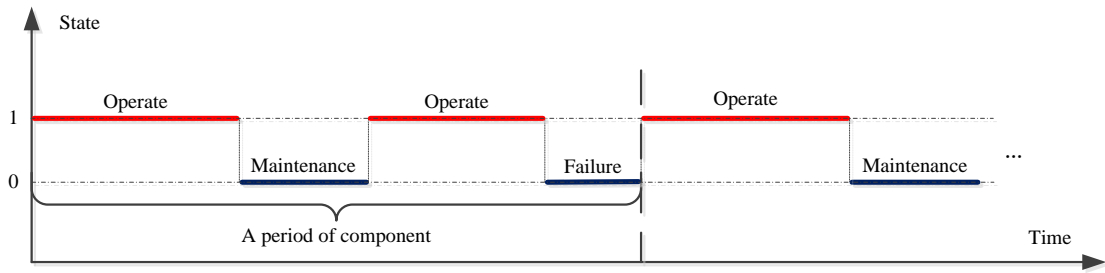 State
Operate
Operate
Operate
1
Maintenance
Failure
Maintenance
...
0
A period of component
Time